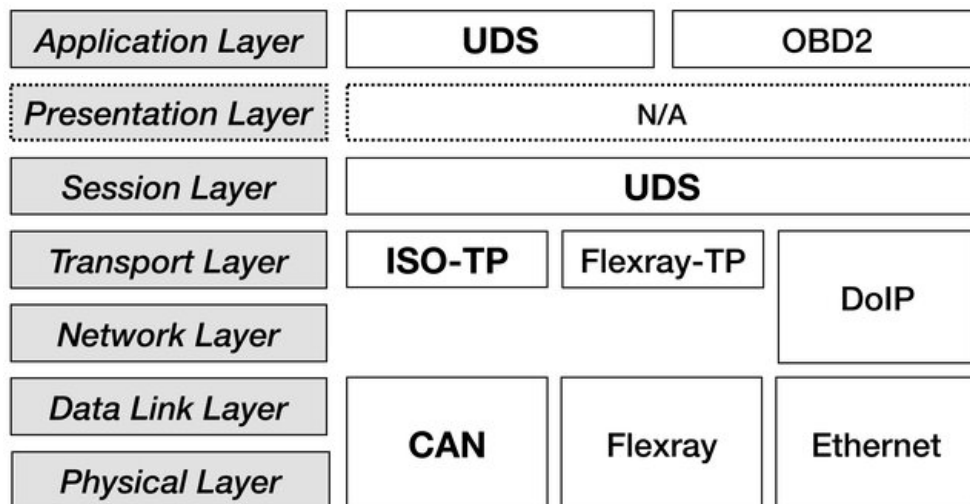 Application Layer
UDS
OBD2
Presentation Layer
N/A
Session Layer
UDS
Transport Layer
ISO-TP
Flexray-TP
DoIP
Network Layer
Data Link Layer
CAN
Flexray
Ethernet
Physical Layer